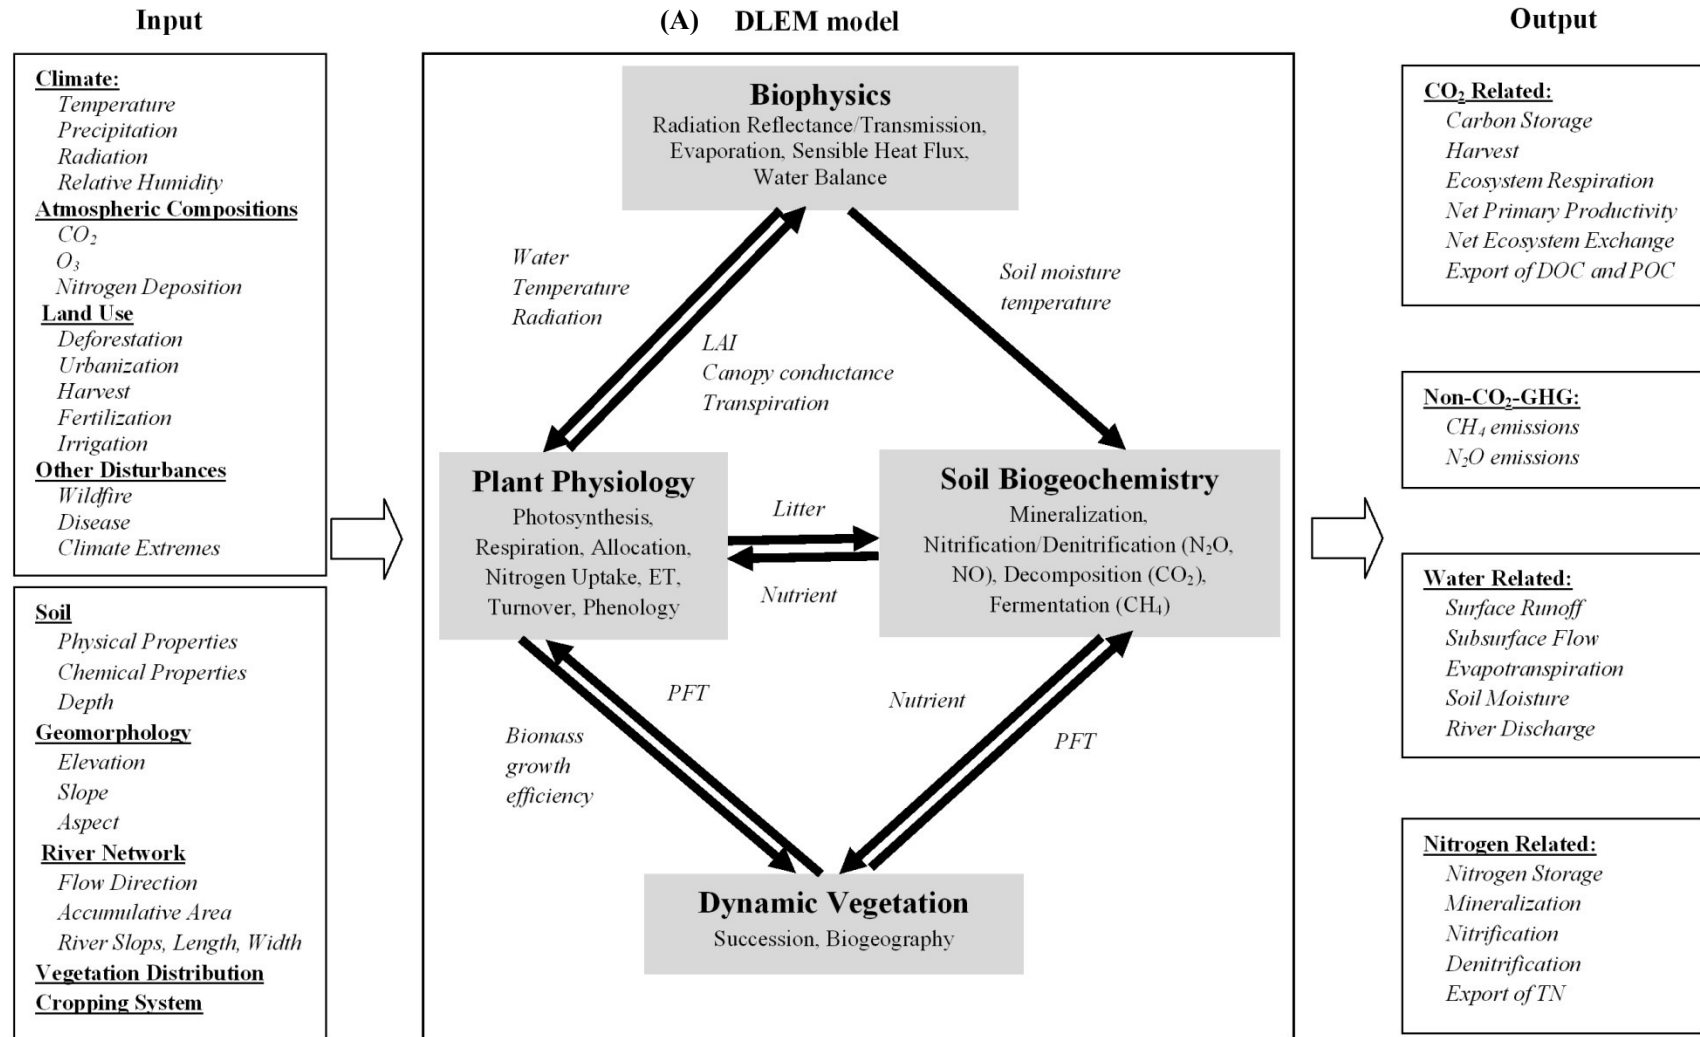 Input
Climate:
Temperature
Precipitation
Radiation
Relative Humidity
Atmospheric Compositions
CO₂
O₃
Nitrogen Deposition
Land Use
Deforestation
Urbanization
Harvest
Fertilization
Irrigation
Other Disturbances
Wildfire
Disease
Climate Extremes
Soil
Physical Properties
Chemical Properties
Depth
Geomorphology
Elevation
Slope
Aspect
River Network
Flow Direction
Accumulative Area
River Slops, Length, Width
Vegetation Distribution
Cropping System
(A) DLEM model
Biophysics
Radiation Reflectance/Transmission,
Evaporation, Sensible Heat Flux,
Water Balance
Water
Temperature
Radiation
LAI
Canopy conductance
Transpiration
Soil moisture
temperature
Plant Physiology
Photosynthesis,
Respiration, Allocation,
Nitrogen Uptake, ET,
Turnover, Phenology
Litter
Nutrient
Soil Biogeochemistry
Mineralization,
Nitrification/Denitrification (N₂O,
NO), Decomposition (CO₂),
Fermentation (CH₄)
PFT
Biomass
growth
efficiency
Nutrient
PFT
Dynamic Vegetation
Succession, Biogeography
Output
CO₂ Related:
Carbon Storage
Harvest
Ecosystem Respiration
Net Primary Productivity
Net Ecosystem Exchange
Export of DOC and POC
Non-CO₂-GHG:
CH₄ emissions
N₂O emissions
Water Related:
Surface Runoff
Subsurface Flow
Evapotranspiration
Soil Moisture
River Discharge
Nitrogen Related:
Nitrogen Storage
Mineralization
Nitrification
Denitrification
Export of TN